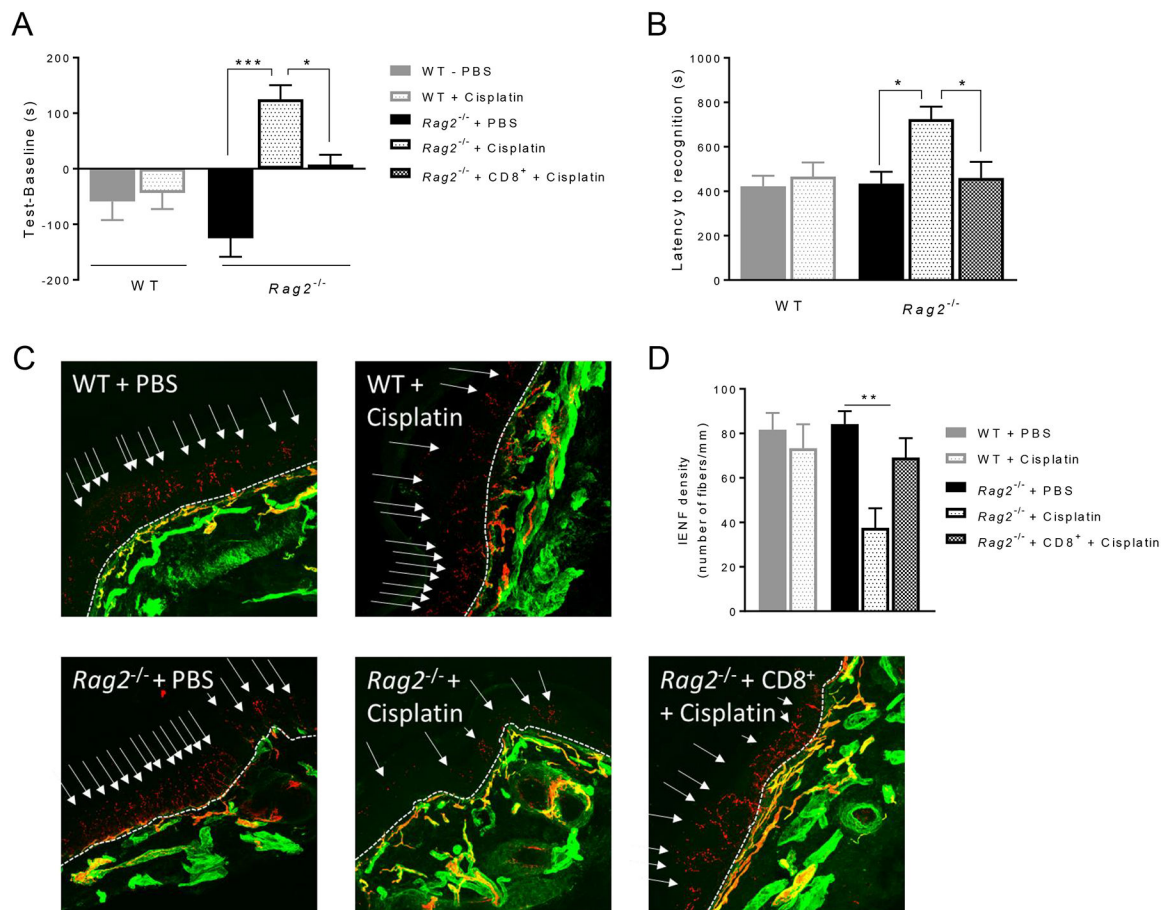 A
Test-Baseline (s)
200
100
0
-100
-200
***
*
WT
Rag2-/-
WT - PBS
WT + Cisplatin
Rag2-/- + PBS
Rag2-/- + Cisplatin
Rag2-/- + CD8+ + Cisplatin
B
Latency to recognition (s)
1000
800
600
400
200
0
*
*
WT
Rag2-/-
C
WT + PBS
WT +
Cisplatin
Rag2-/- + PBS
Rag2-/- +
Cisplatin
Rag2-/- + CD8+
+ Cisplatin
D
IENF density
(number of fibers/mm)
100
80
60
40
20
0
**
WT + PBS
WT + Cisplatin
Rag2-/- + PBS
Rag2-/- + Cisplatin
Rag2-/- + CD8+ + Cisplatin